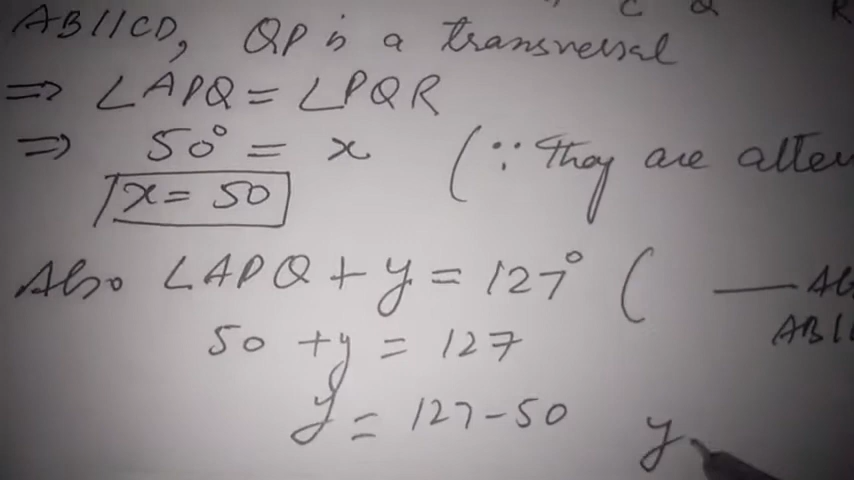 C Q R
AB//CD, QP is a transversal
⇒ ∠APQ = ∠PQR
⇒ 50° = x (∵ They are alter
x = 50
Also ∠APQ + y = 127° ( — Al
AB//
50 + y = 127
y = 127 - 50 y